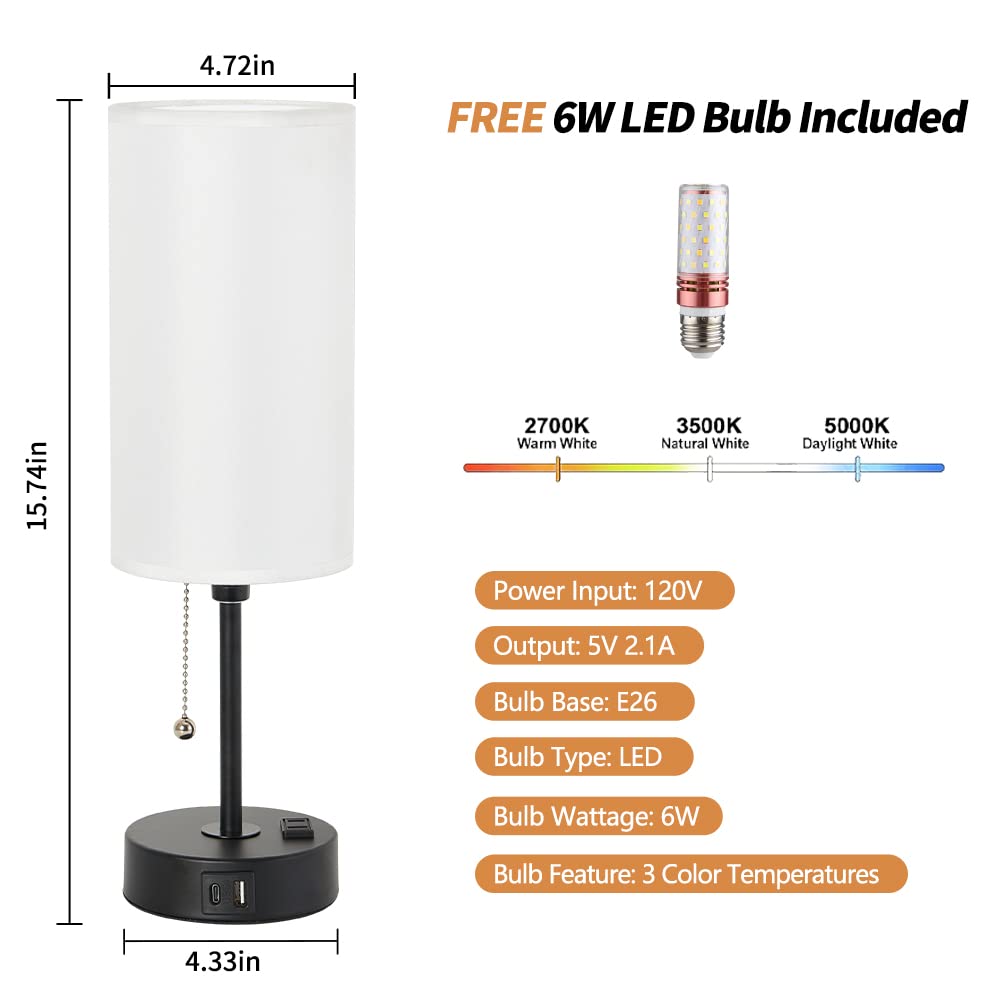 4.72in
FREE 6W LED Bulb Included
2700K
Warm White
3500K
Natural White
5000K
Daylight White
15.74in
Power Input: 120V
Output: 5V 2.1A
Bulb Base: E26
Bulb Type: LED
Bulb Wattage: 6W
Bulb Feature: 3 Color Temperatures
4.33in